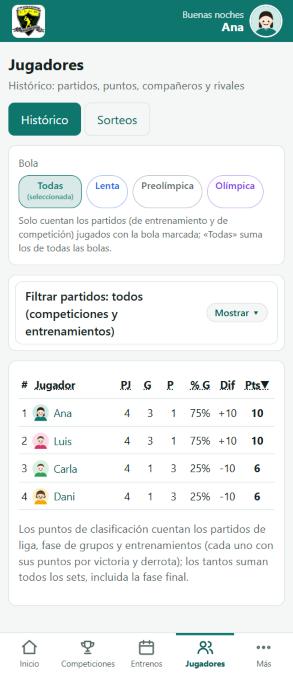 Buenas noches
Ana
Jugadores
Histórico: partidos, puntos, compañeros y rivales
Histórico
Sorteos
Bola
Todas
(seleccionada)
Lenta
Preolímpica
Olímpica
Solo cuentan los partidos (de entrenamiento y de
competición) jugados con la bola marcada; «Todas» suma
los de todas las bolas.
Filtrar partidos: todos
(competiciones y
entrenamientos)
Mostrar ▾
# Jugador PJ G P % G Dif Pts▼
1 Ana 4 3 1 75% +10 10
2 Luis 4 3 1 75% +10 10
3 Carla 4 1 3 25% -10 6
4 Dani 4 1 3 25% -10 6
Los puntos de clasificación cuentan los partidos de
liga, fase de grupos y entrenamientos (cada uno con
sus puntos por victoria y derrota); los tantos suman
todos los sets, incluida la fase final.
Inicio
Competiciones
Entrenos
Jugadores
Más